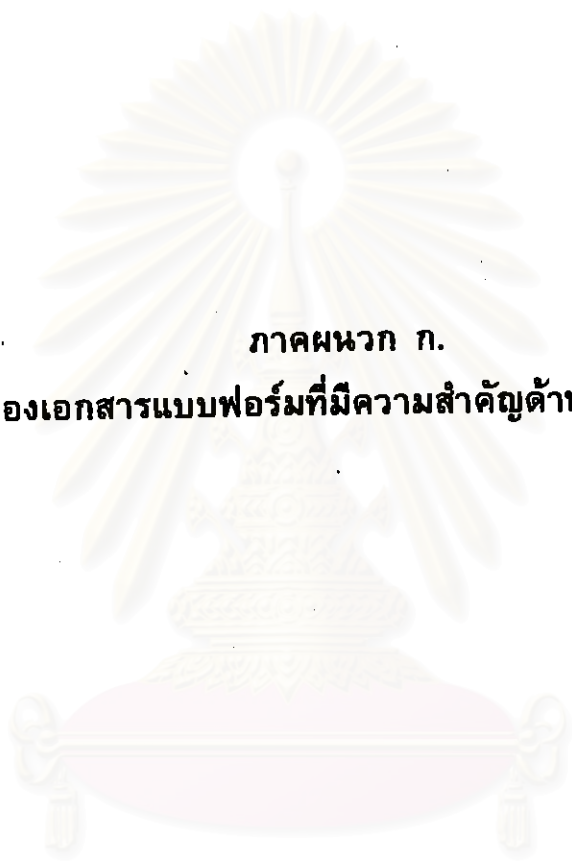 ภาคผนวก ก.
องเอกสารแบบฟอร์มที่มีความสำคัญด้าน